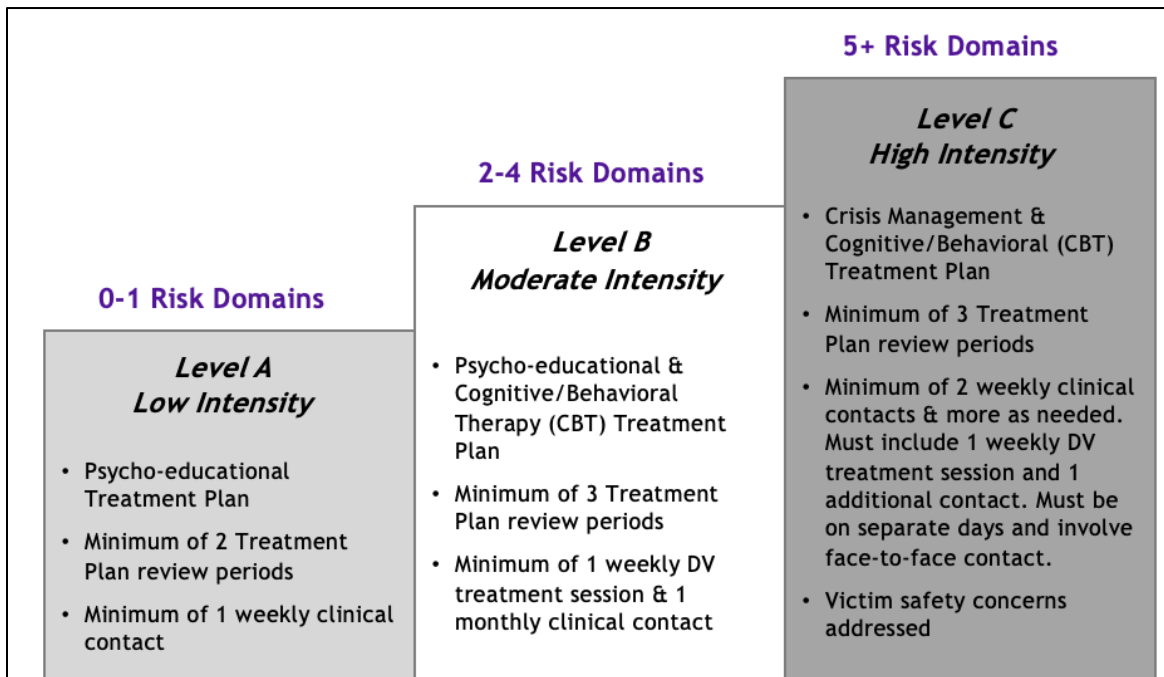 0-1 Risk Domains
Level A
Low Intensity
• Psycho-educational
Treatment Plan
• Minimum of 2 Treatment
Plan review periods
• Minimum of 1 weekly clinical
contact
2-4 Risk Domains
Level B
Moderate Intensity
• Psycho-educational &
Cognitive/Behavioral
Therapy (CBT) Treatment
Plan
• Minimum of 3 Treatment
Plan review periods
• Minimum of 1 weekly DV
treatment session & 1
monthly clinical contact
5+ Risk Domains
Level C
High Intensity
• Crisis Management &
Cognitive/Behavioral (CBT)
Treatment Plan
• Minimum of 3 Treatment
Plan review periods
• Minimum of 2 weekly clinical
contacts & more as needed.
Must include 1 weekly DV
treatment session and 1
additional contact. Must be
on separate days and involve
face-to-face contact.
• Victim safety concerns
addressed